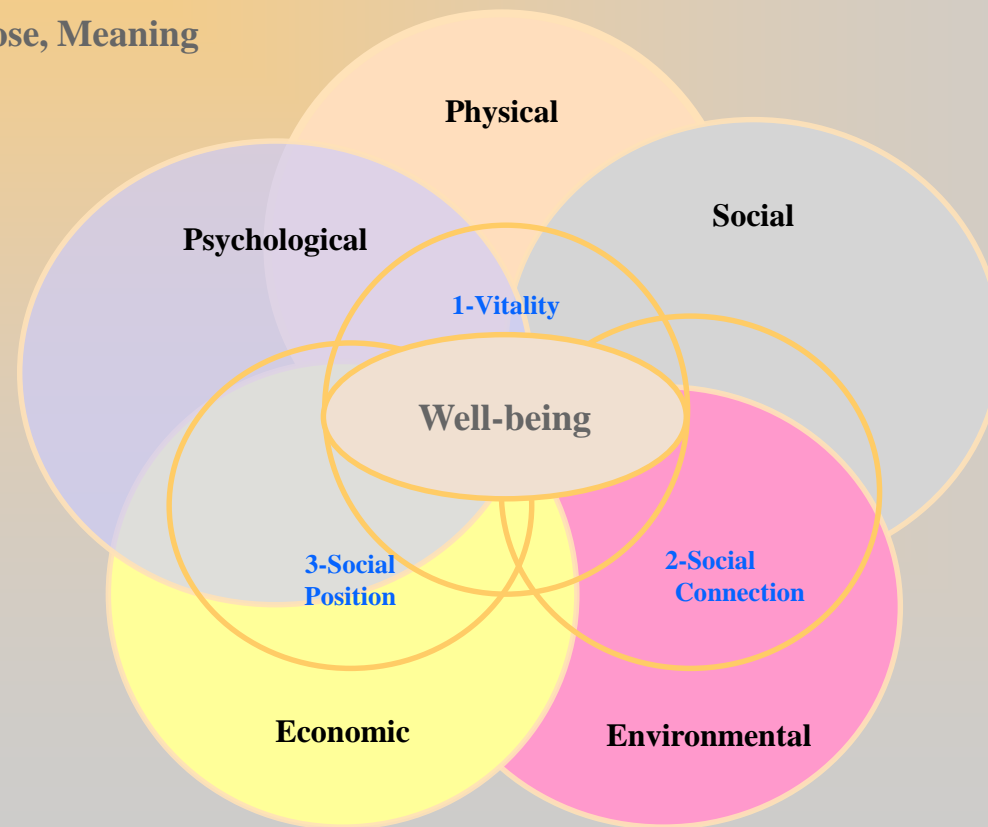 ose, Meaning
Physical
Social
Psychological
1-Vitality
Well-being
3-Social
Position
2-Social
Connection
Economic
Environmental